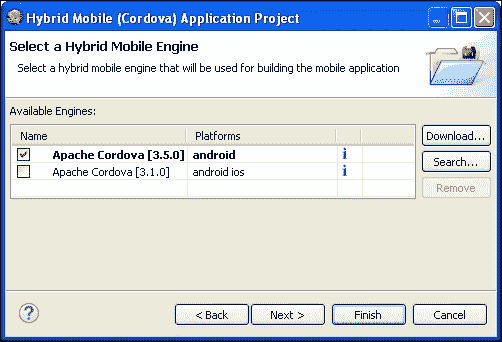 Hybrid Mobile (Cordova) Application Project
Select a Hybrid Mobile Engine
Select a hybrid mobile engine that will be used for building the mobile application
Available Engines:
Name Platforms
Apache Cordova [3.5.0] android i
Apache Cordova [3.1.0] android ios i
Download...
Search...
Remove
? < Back Next > Finish Cancel